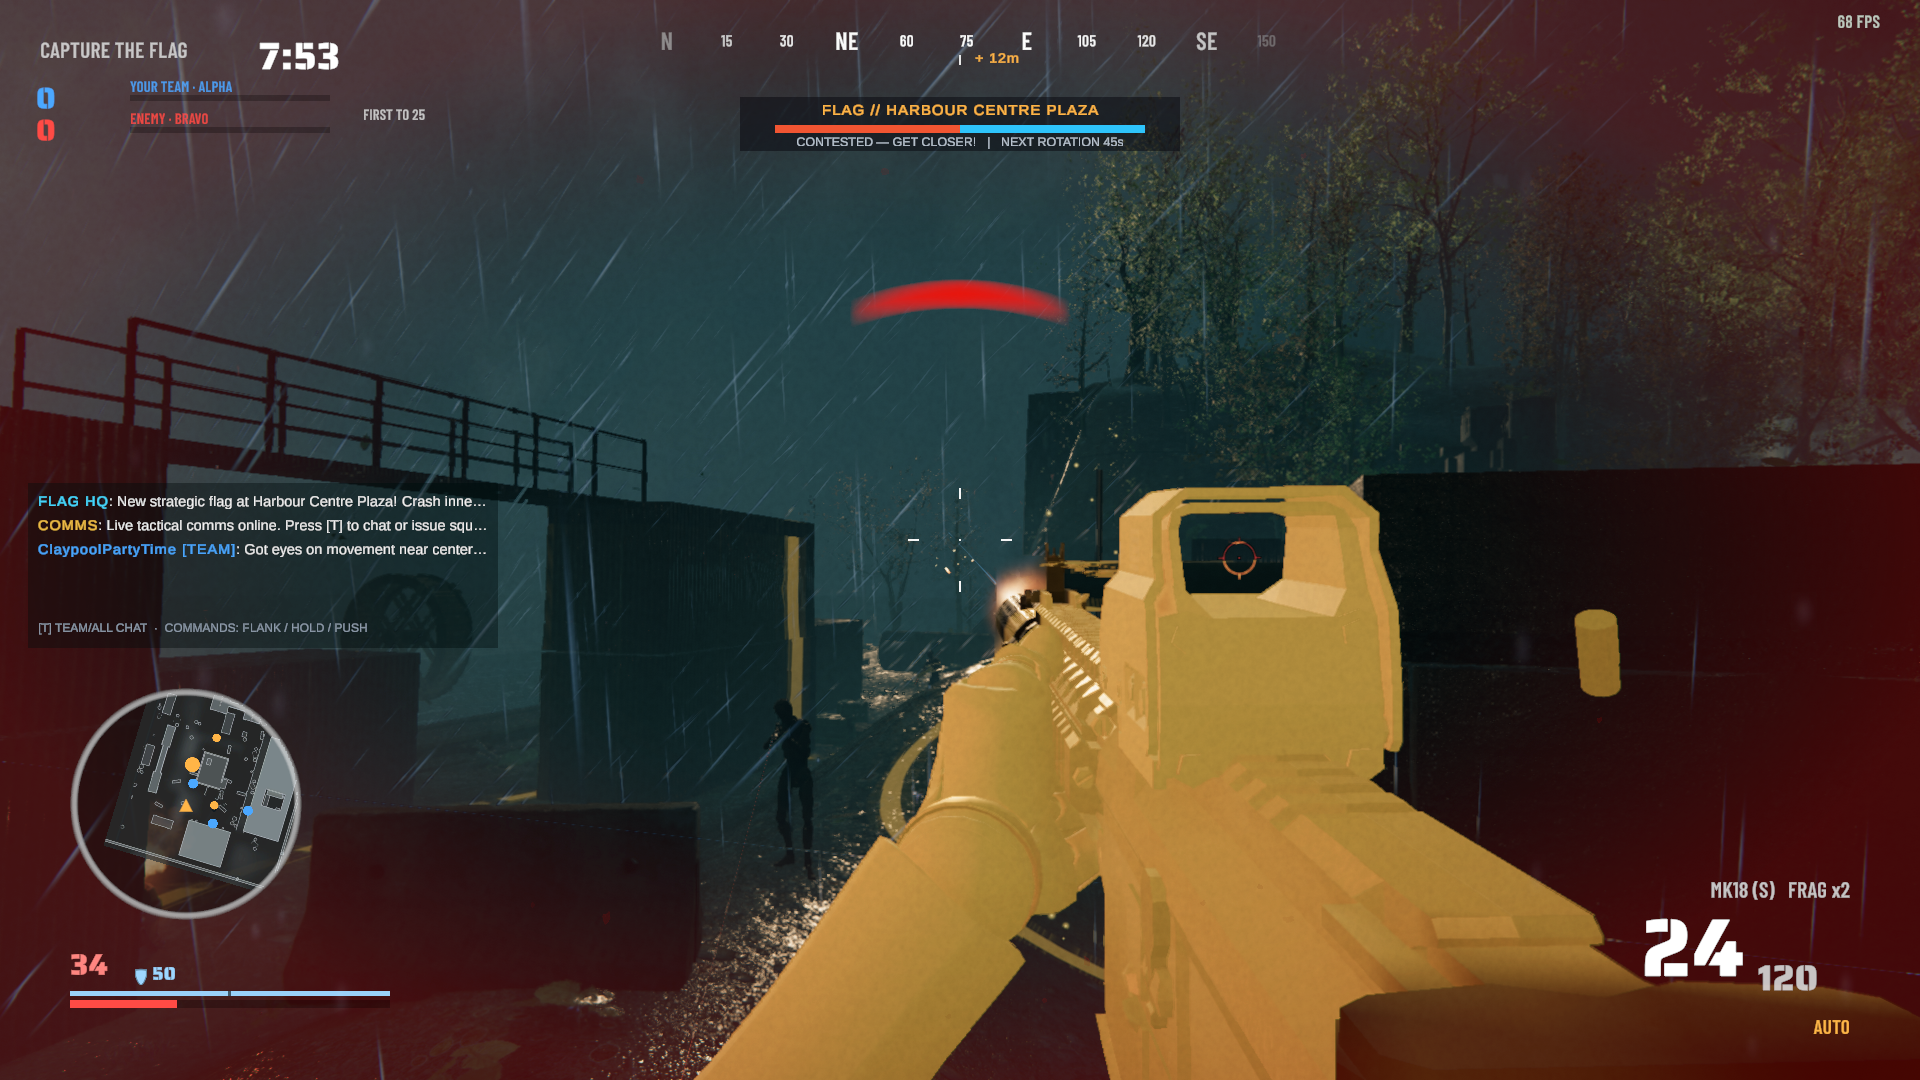 68 FPS
CAPTURE THE FLAG
7:53
N 15 30 NE 60 75 E 105 120 SE 150
+ 12m
0 YOUR TEAM · ALPHA
0 ENEMY · BRAVO
FIRST TO 25
FLAG // HARBOUR CENTRE PLAZA
CONTESTED — GET CLOSER! | NEXT ROTATION 45s
FLAG HQ: New strategic flag at Harbour Centre Plaza! Crash inne...
COMMS: Live tactical comms online. Press [T] to chat or issue squ...
ClaypoolPartyTime [TEAM]: Got eyes on movement near center...
[T] TEAM/ALL CHAT · COMMANDS: FLANK / HOLD / PUSH
34 50
MK18 (S) FRAG x2
24 120
AUTO